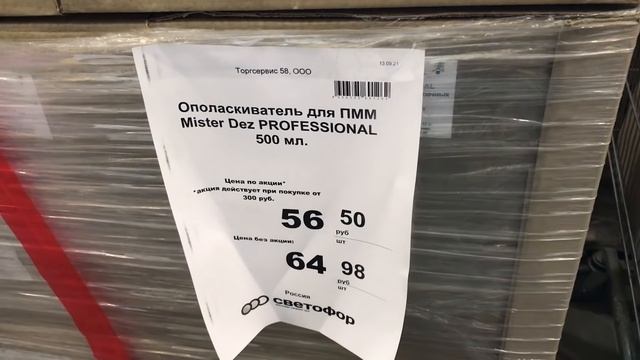 Торгсервис 58, ООО
13.09.21
Ополаскиватель для ПММ
Mister Dez PROFESSIONAL
500 мл.
Цена по акции*
*акция действует при покупке от
300 руб.
56 50
руб
шт
Цена без акции:
64 98
руб
шт
Россия
светофор